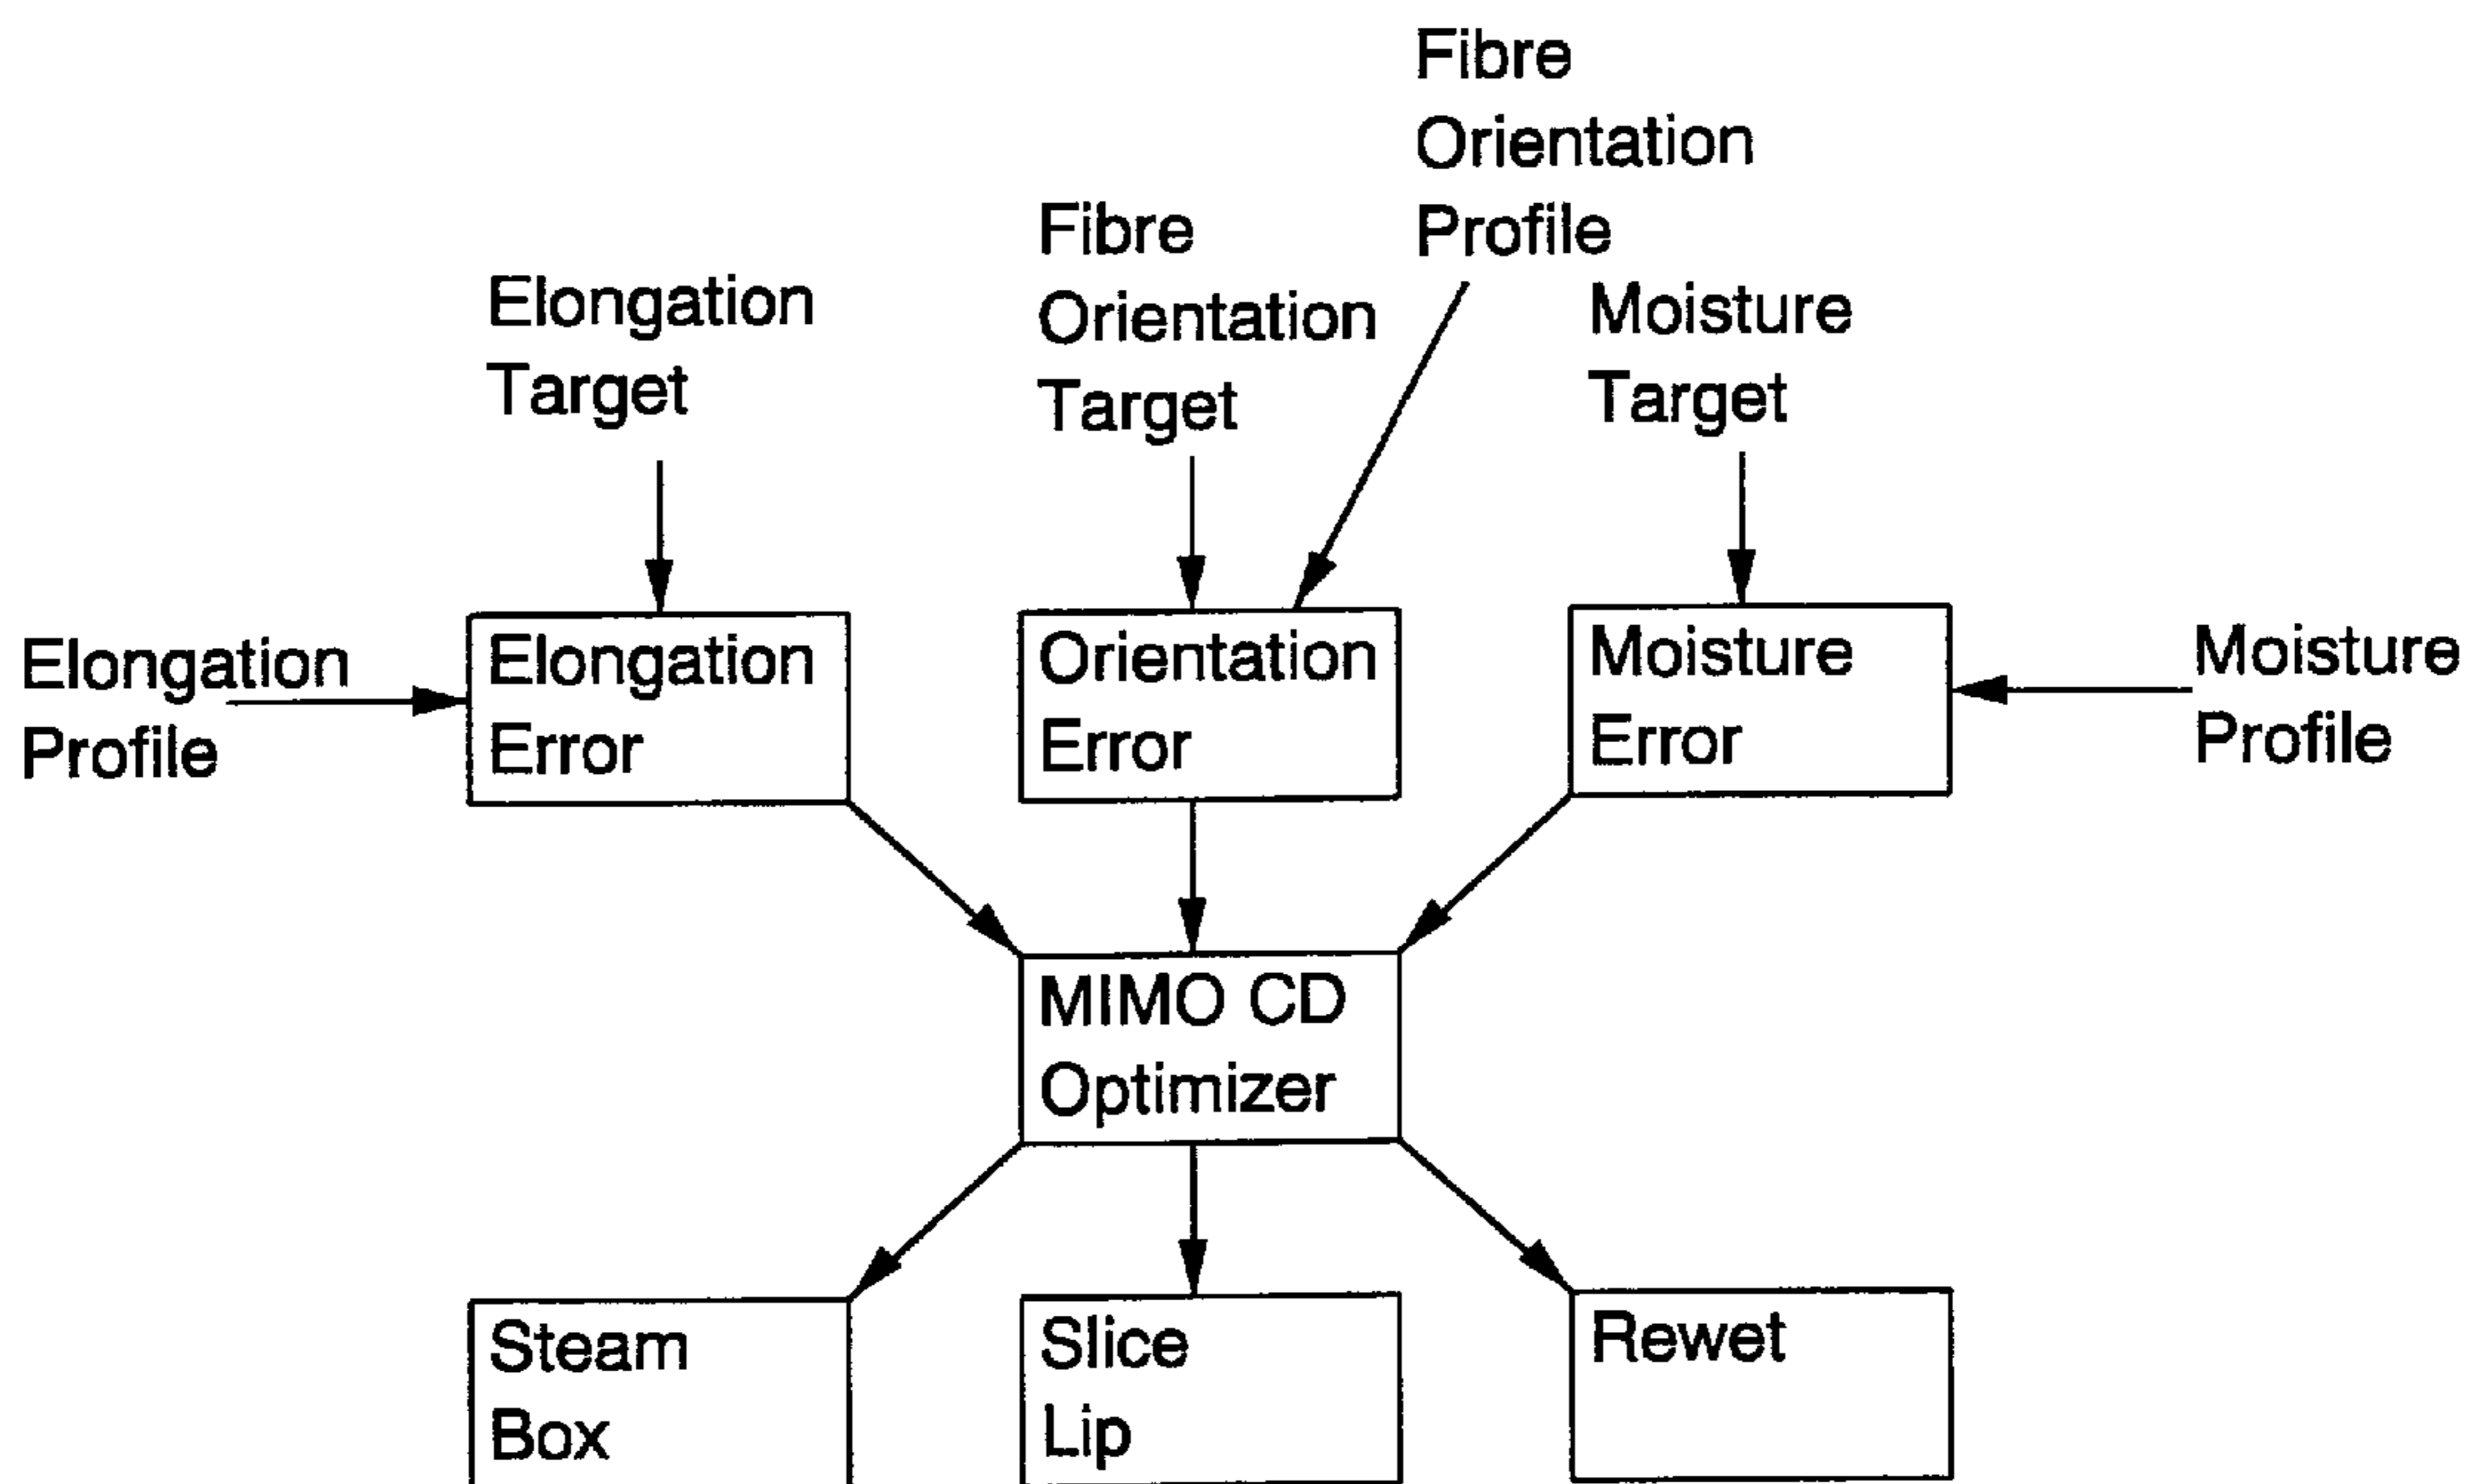 Fibre
Orientation
Profile
Fibre
Orientation
Target
Elongation
Target
Moisture
Target
Elongation
Profile
Elongation
Error
Orientation
Error
Moisture
Error
Moisture
Profile
MIMO CD
Optimizer
Steam
Box
Slice
Lip
Rewet